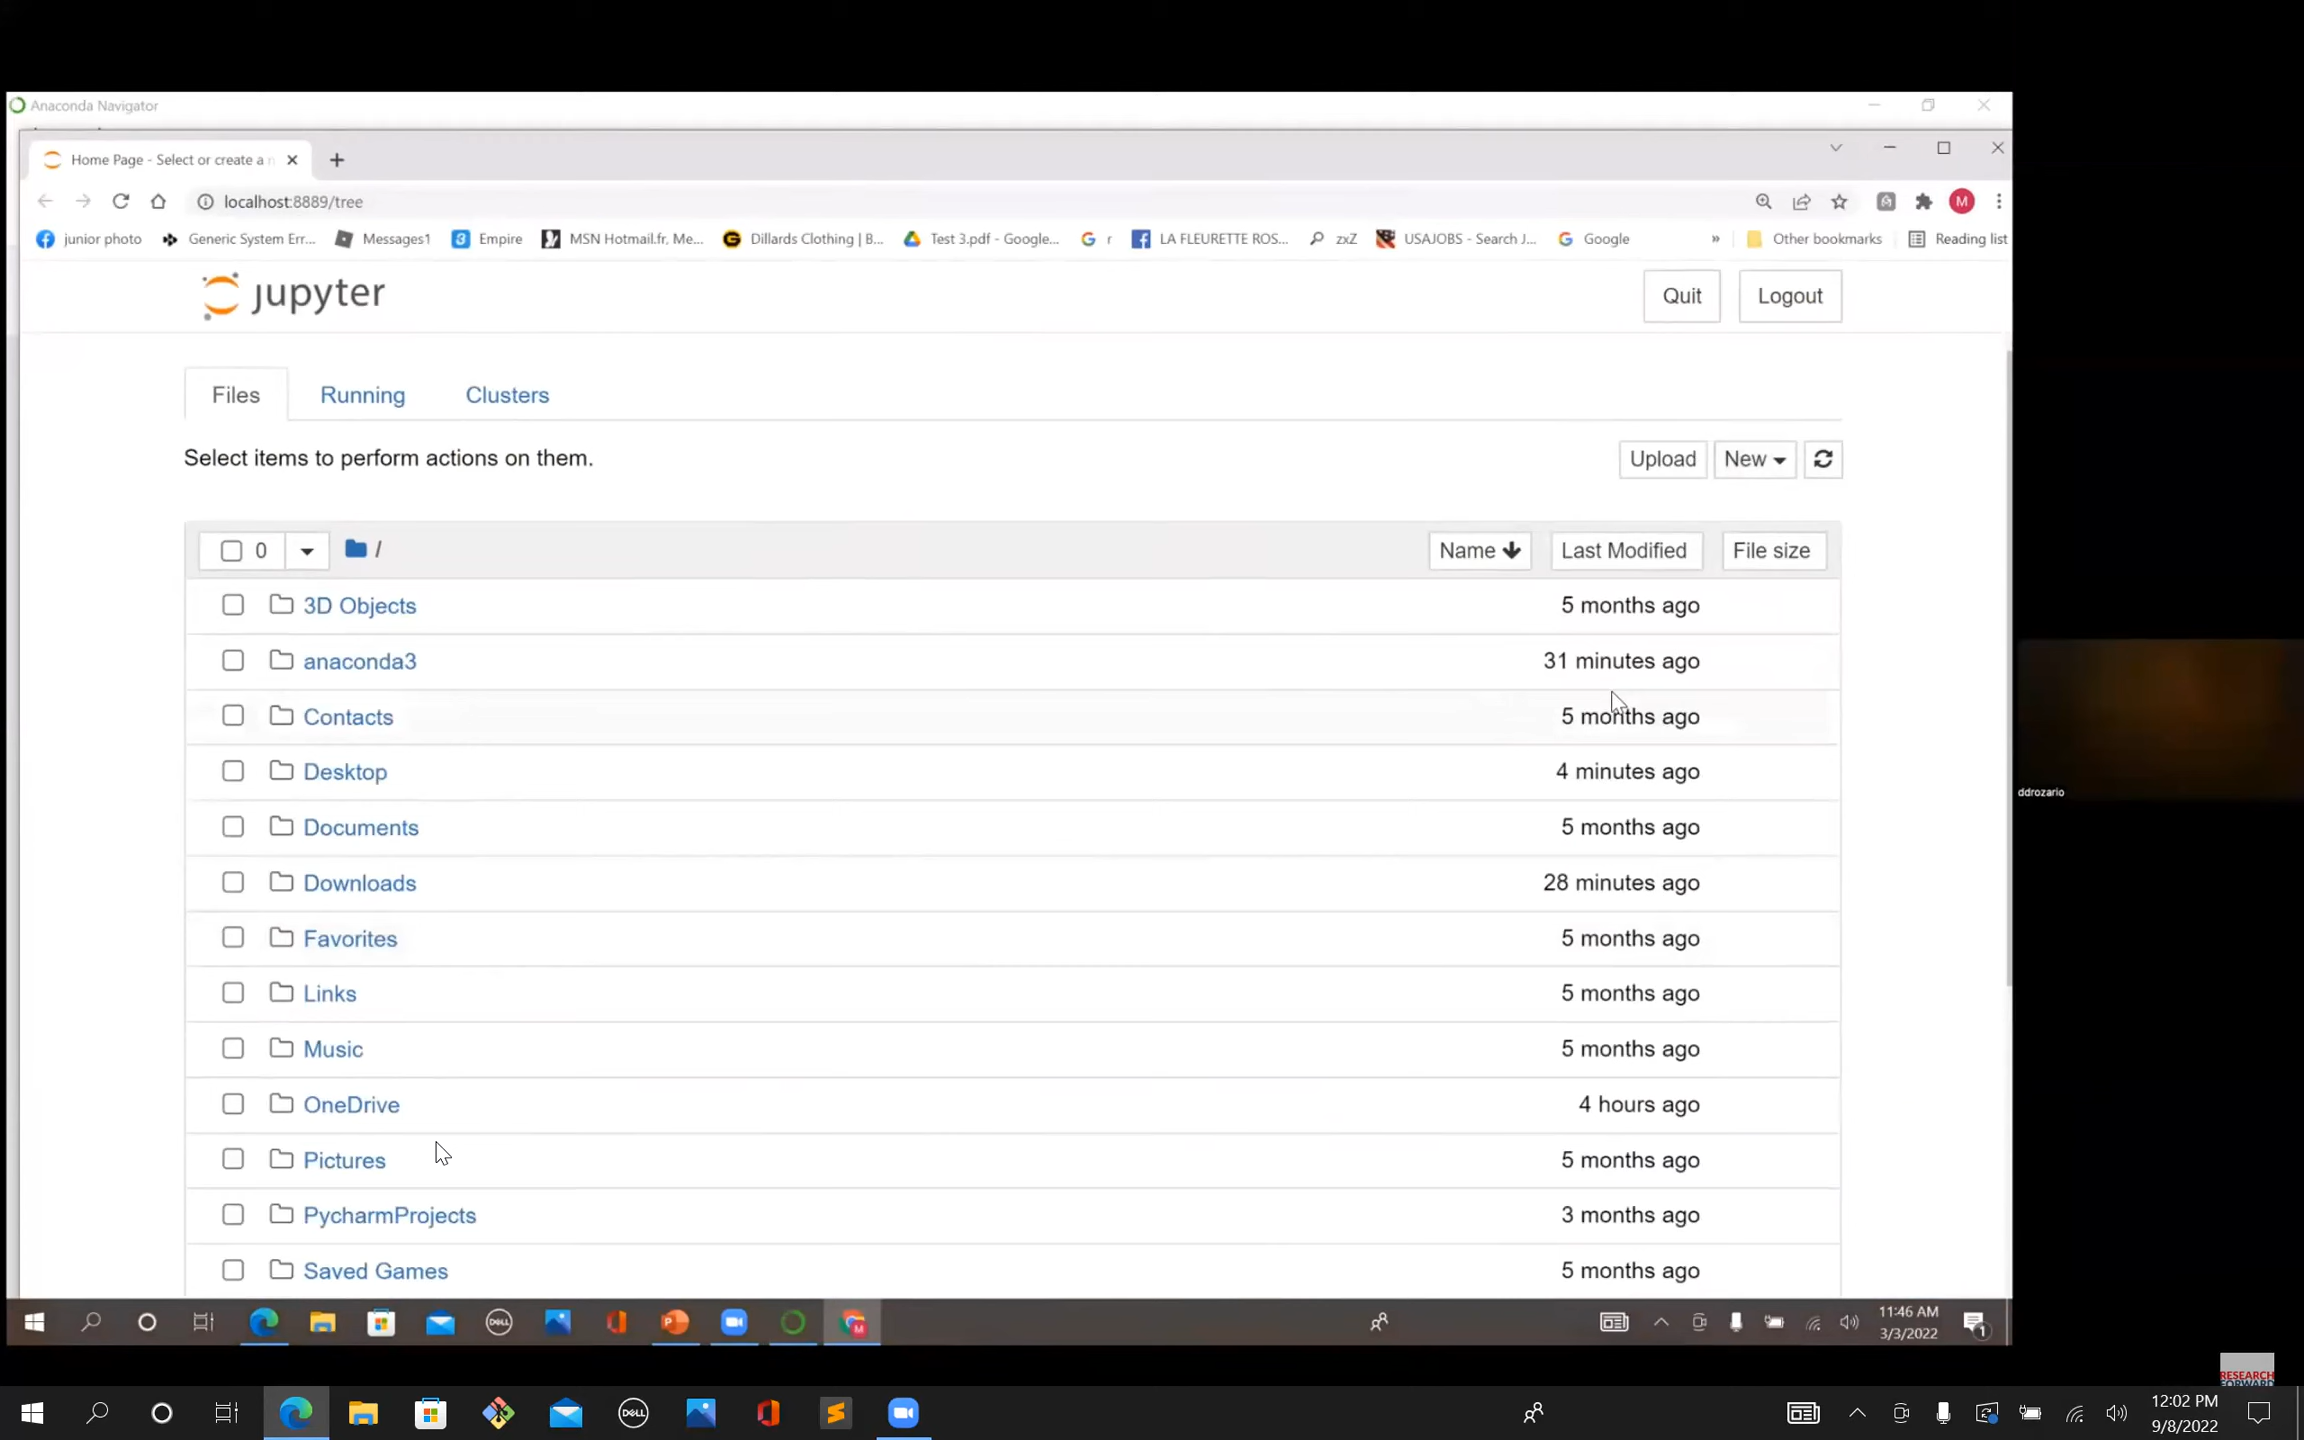 Anaconda Navigator
Home Page - Select or create a n
localhost:8889/tree
junior photo Generic System Err... Messages1 Empire MSN Hotmail.fr, Me... Dillards Clothing | B... Test 3.pdf - Google... r LA FLEURETTE ROS... zxZ USAJOBS - Search J... Google » Other bookmarks Reading list
jupyter Quit Logout
Files Running Clusters
Select items to perform actions on them. Upload New
0 / Name Last Modified File size
3D Objects 5 months ago
anaconda3 31 minutes ago
Contacts 5 months ago
Desktop 4 minutes ago
Documents 5 months ago
Downloads 28 minutes ago
Favorites 5 months ago
Links 5 months ago
Music 5 months ago
OneDrive 4 hours ago
Pictures 5 months ago
PycharmProjects 3 months ago
Saved Games 5 months ago
ddrozario
11:46 AM
3/3/2022
1
RESEARCH
FORWARD
12:02 PM
9/8/2022